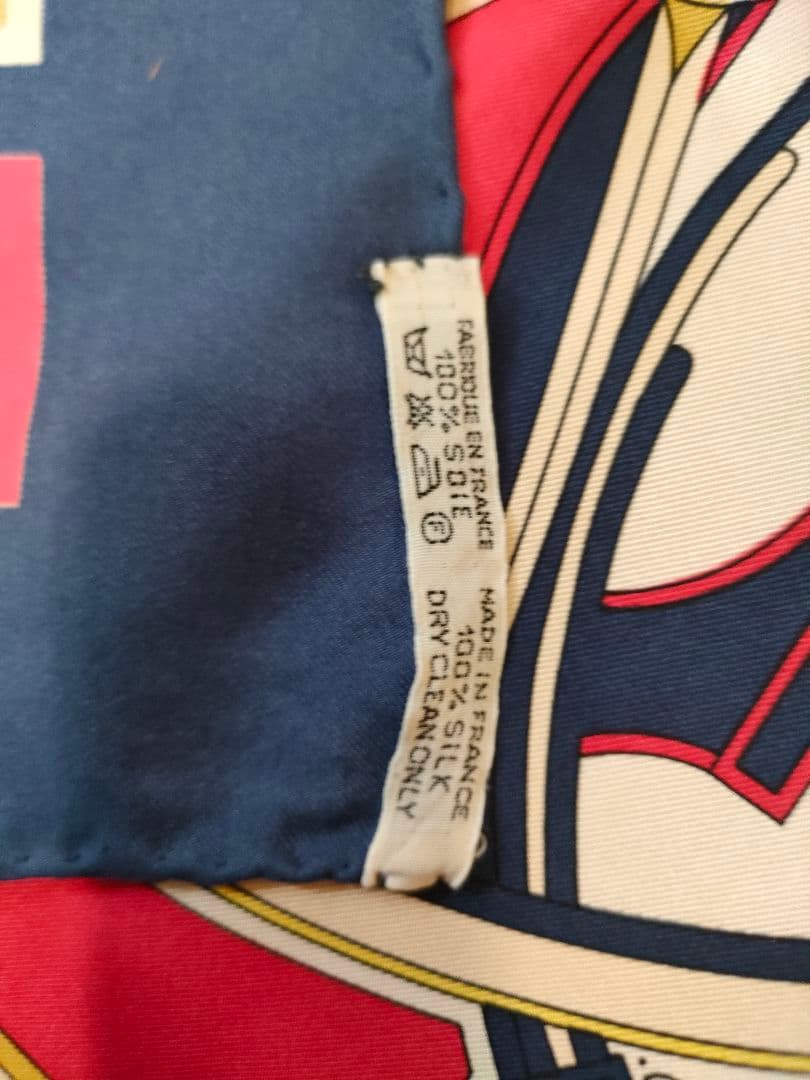 FABRIQUE EN FRANCE
100% SOIE
F
MADE IN FRANCE
100% SILK
DRY CLEAN ONLY